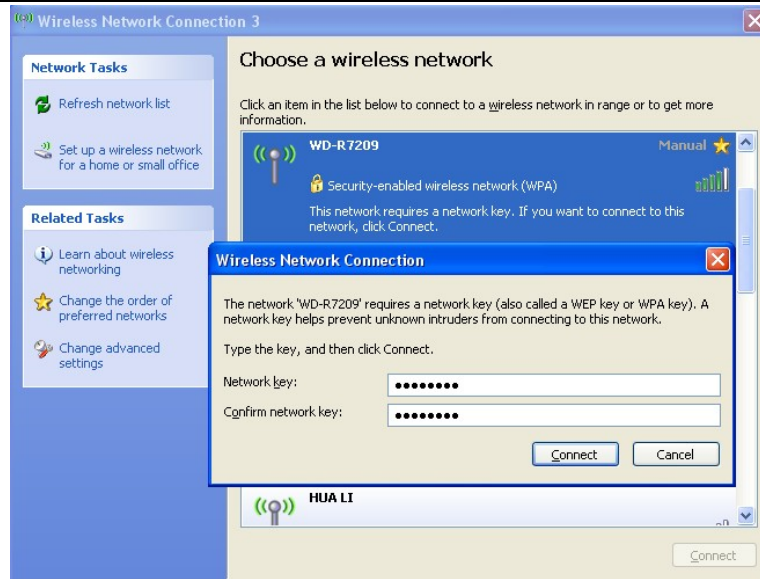 Wireless Network Connection 3
Network Tasks
Refresh network list
Set up a wireless network
for a home or small office
Related Tasks
Learn about wireless
networking
Change the order of
preferred networks
Change advanced
settings
Choose a wireless network
Click an item in the list below to connect to a wireless network in range or to get more
information.
WD-R7209
Manual
Security-enabled wireless network (WPA)
This network requires a network key. If you want to connect to this
network, click Connect.
Wireless Network Connection
The network 'WD-R7209' requires a network key (also called a WEP key or WPA key). A
network key helps prevent unknown intruders from connecting to this network.
Type the key, and then click Connect.
Network key:
Confirm network key:
Connect
Cancel
HUA LI
Connect